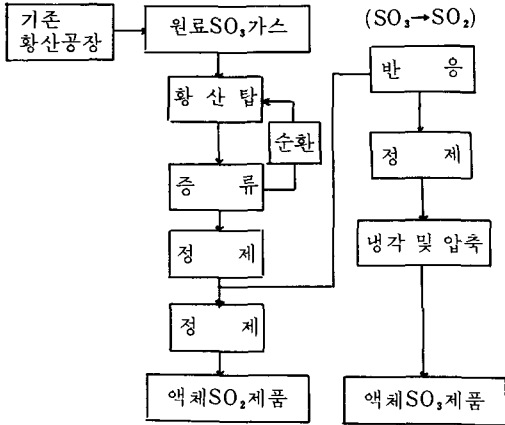 기존
황산공장
원료SO₃가스
황 산 탑
순환
증 류
정 제
정 제
액체SO₂제품
(SO₃→SO₂)
반 응
정 제
냉각 및 압축
액체SO₃제품